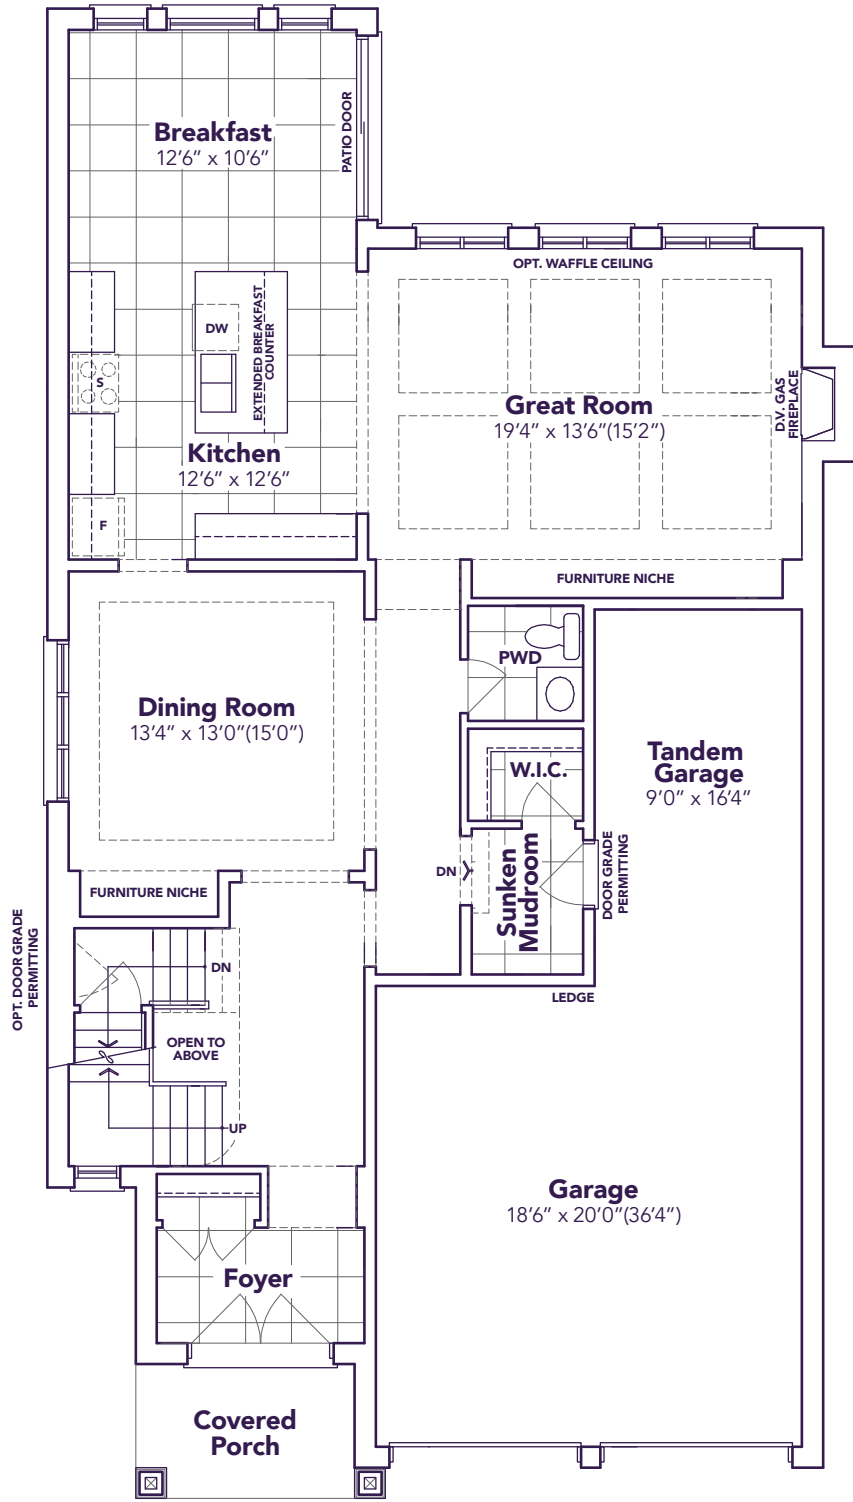 Breakfast
12'6" x 10'6"
PATIO DOOR
OPT. WAFFLE CEILING
DW
EXTENDED BREAKFAST
COUNTER
S
Great Room
19'4" x 13'6"(15'2")
D.V. GAS
FIREPLACE
Kitchen
12'6" x 12'6"
F
FURNITURE NICHE
PWD
Dining Room
13'4" x 13'0"(15'0")
Tandem
Garage
9'0" x 16'4"
W.I.C.
DN
Sunken
Mudroom
DOOR GRADE
PERMITTING
FURNITURE NICHE
OPT. DOOR GRADE
PERMITTING
DN
LEDGE
OPEN TO
ABOVE
UP
Garage
18'6" x 20'0"(36'4")
Foyer
Covered
Porch